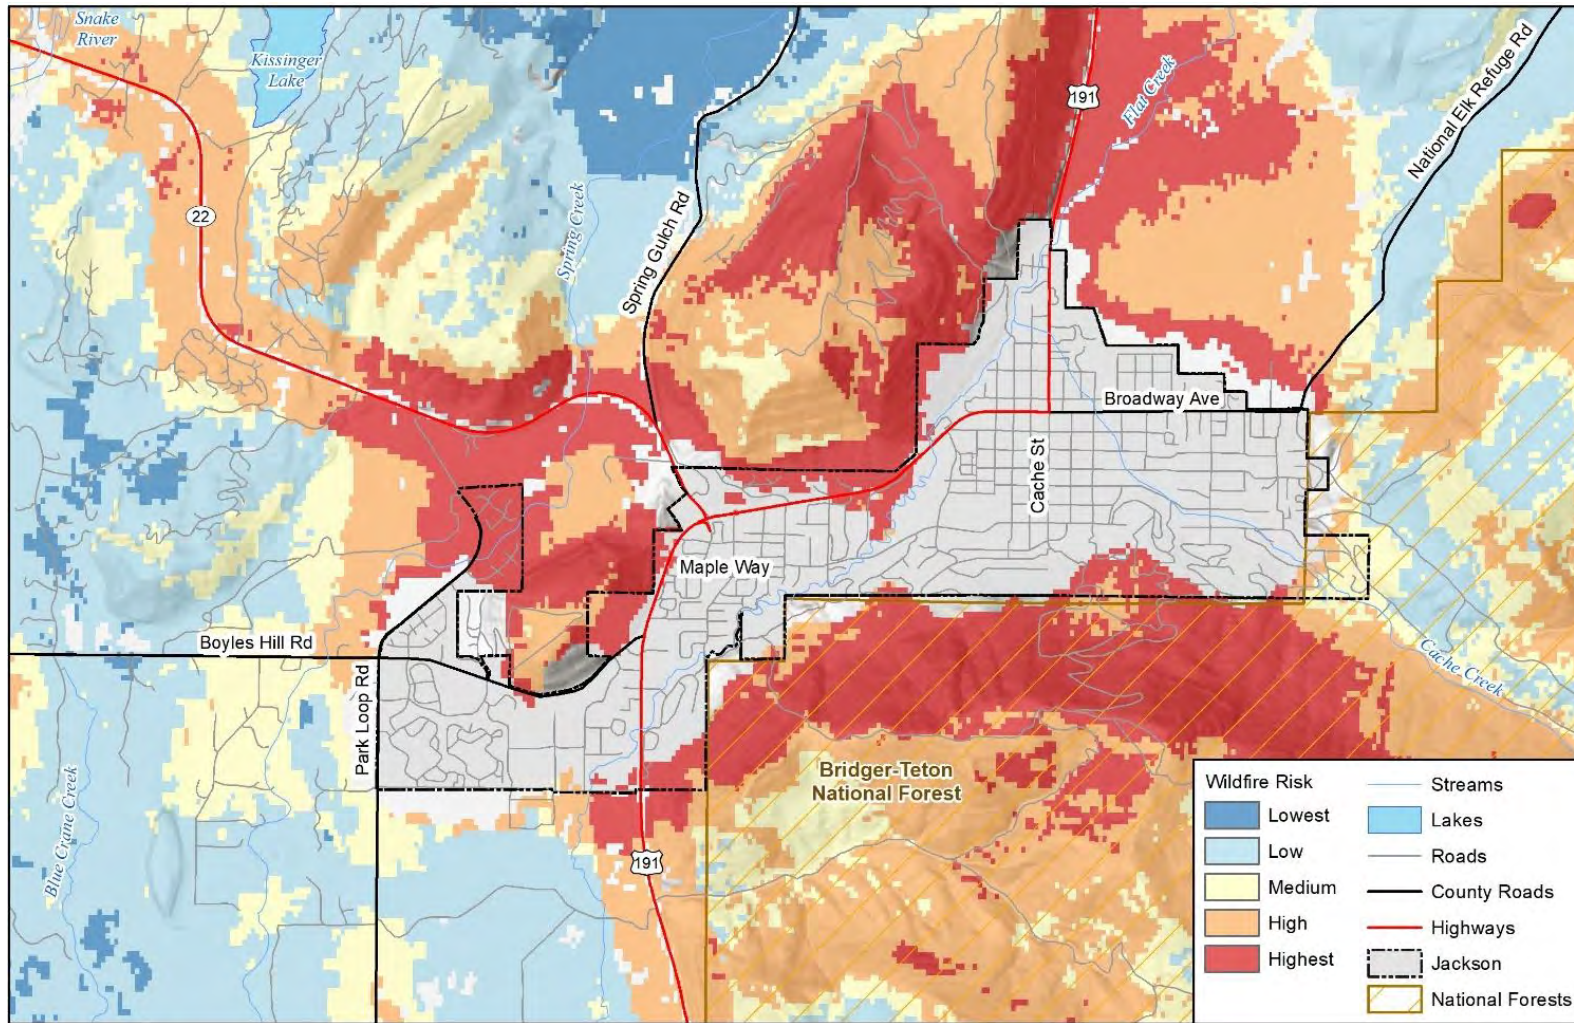 Snake
River
Kissinger
Lake
191
Flat Creek
National Elk Refuge Rd
22
Spring Creek
Spring Gulch Rd
Broadway Ave
Cache St
Maple Way
Boyles Hill Rd
Park Loop Rd
Cache Creek
Blue Crane Creek
Bridger-Teton
National Forest
191
Wildfire Risk
Lowest
Low
Medium
High
Highest
Streams
Lakes
Roads
County Roads
Highways
Jackson
National Forests